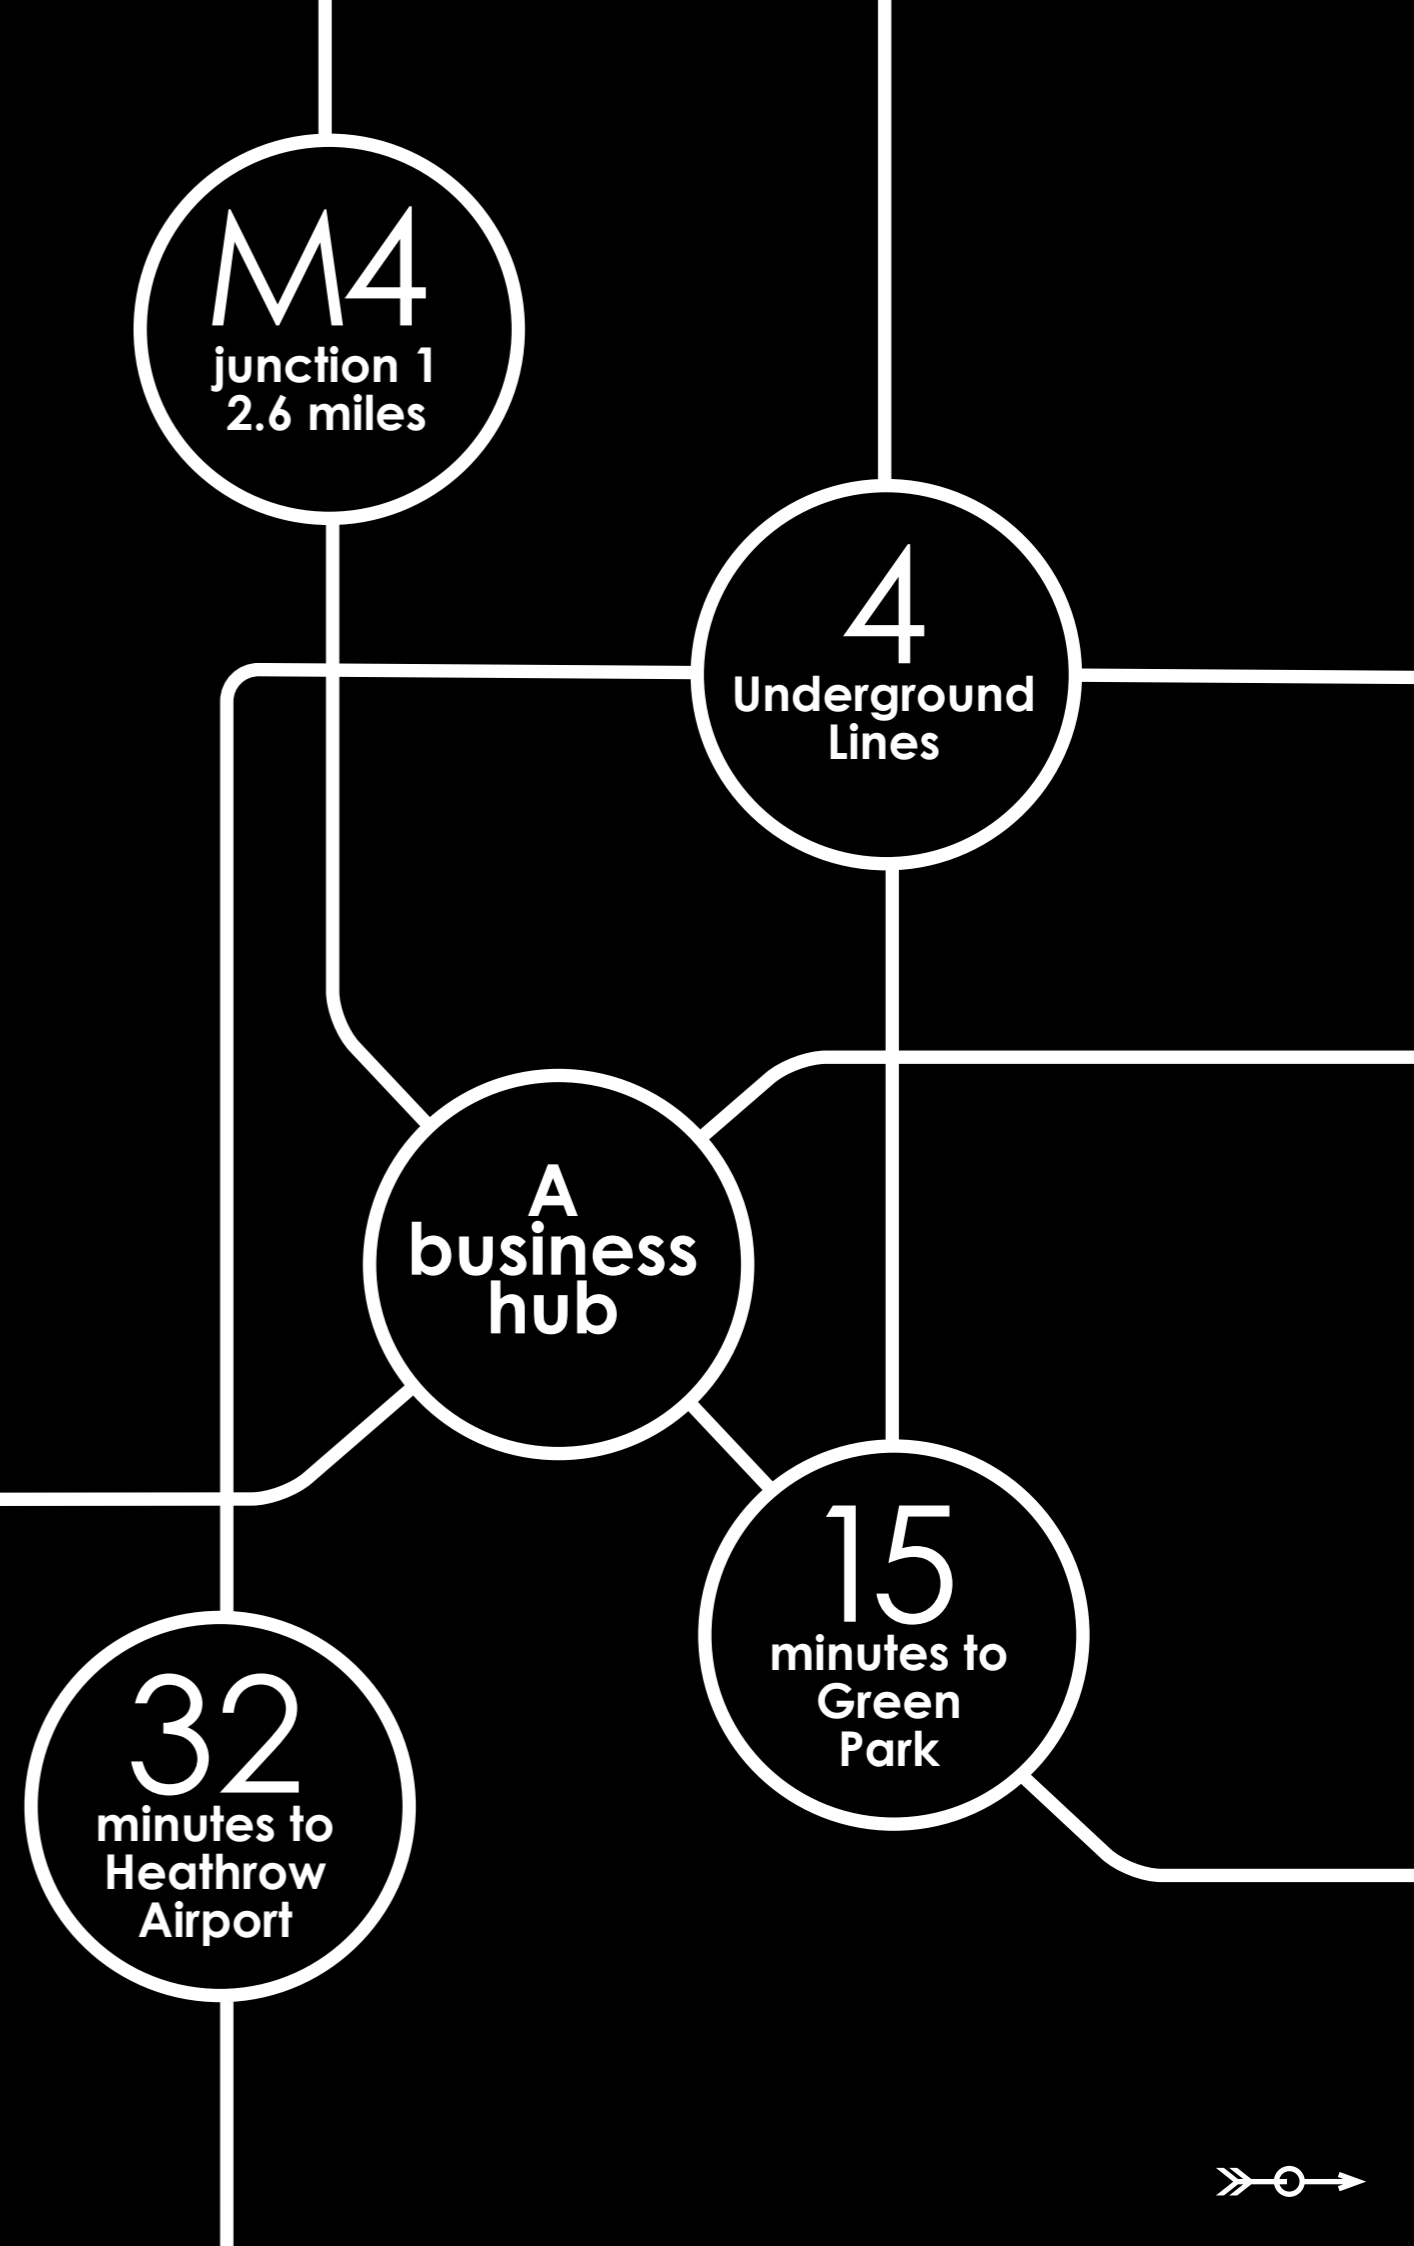 M4
junction 1
2.6 miles
4
Underground
Lines
A
business
hub
15
minutes to
Green
Park
32
minutes to
Heathrow
Airport